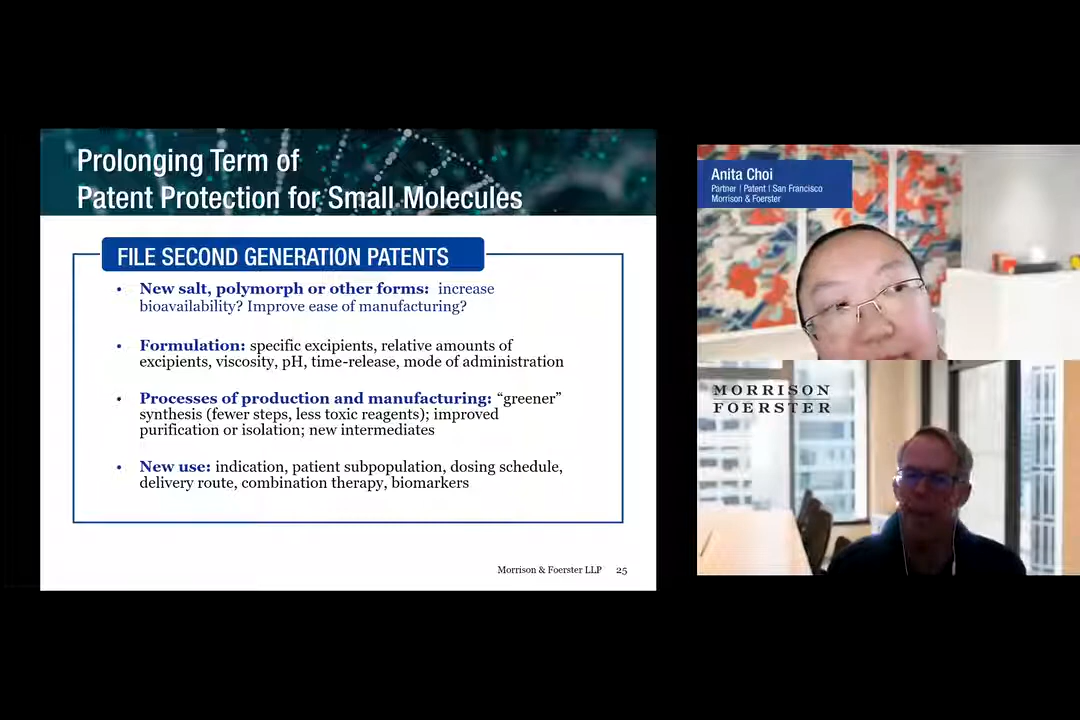 Prolonging Term of
Patent Protection for Small Molecules
FILE SECOND GENERATION PATENTS
• New salt, polymorph or other forms: increase
bioavailability? Improve ease of manufacturing?
• Formulation: specific excipients, relative amounts of
excipients, viscosity, pH, time-release, mode of administration
• Processes of production and manufacturing: “greener”
synthesis (fewer steps, less toxic reagents); improved
purification or isolation; new intermediates
• New use: indication, patient subpopulation, dosing schedule,
delivery route, combination therapy, biomarkers
Morrison & Foerster LLP 25
Anita Choi
Partner | Patent | San Francisco
Morrison & Foerster
MORRISON
FOERSTER